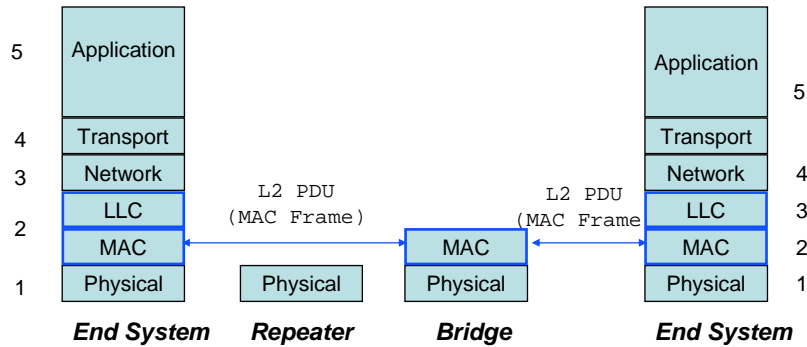 5
Application
4
Transport
3
Network
2
LLC
MAC
1
Physical
End System
L2 PDU
(MAC Frame)
Physical
Repeater
MAC
Physical
Bridge
L2 PDU
(MAC Frame
Application
5
Transport
Network
4
LLC
3
MAC
2
Physical
1
End System